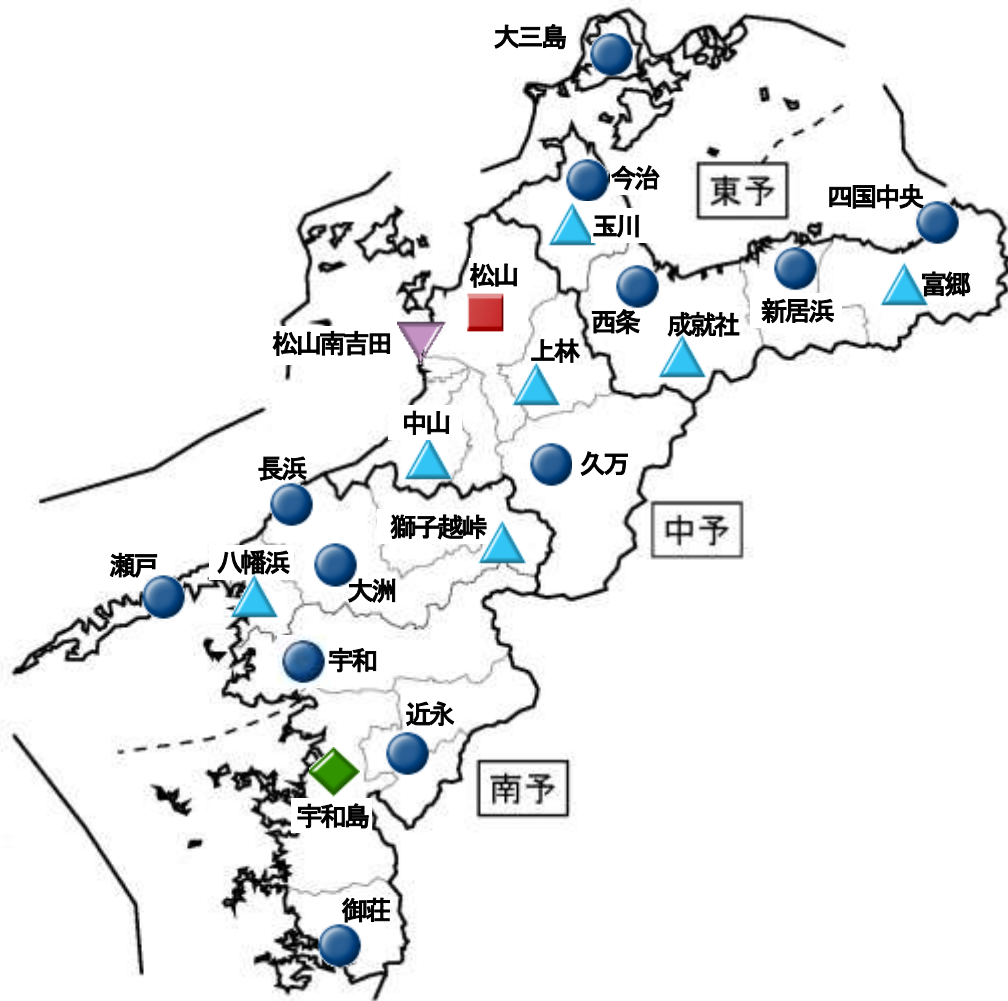 大三島
今治
東予
四国中央
玉川
松山
富郷
新居浜
西条
成就社
松山南吉田
上林
中山
久万
長浜
獅子越峠
中予
瀬戸
八幡浜
大洲
宇和
近永
南予
宇和島
御荘